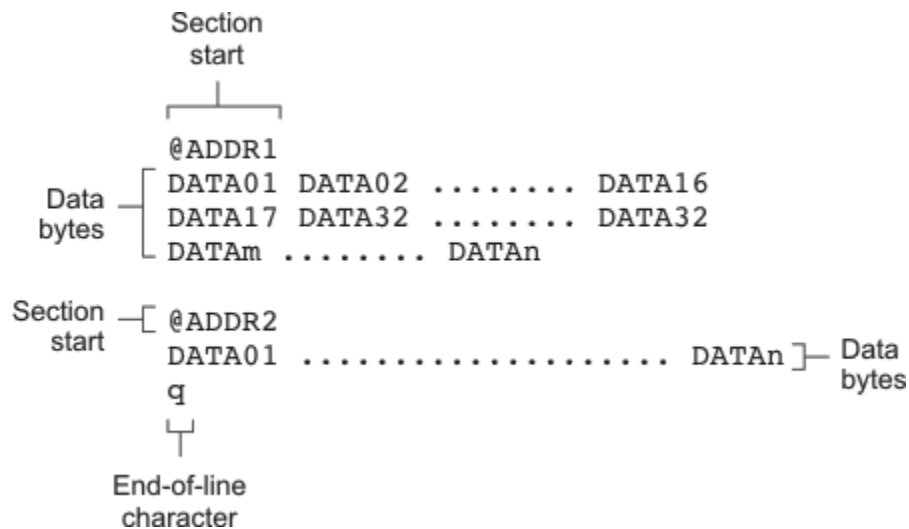 Section
start
@ADDR1
Data
bytes
DATA01 DATA02 ........ DATA16
DATA17 DATA32 ........ DATA32
DATAm ........ DATAn
Section
start
@ADDR2
DATA01 ..................... DATAn
Data
bytes
q
End-of-line
character